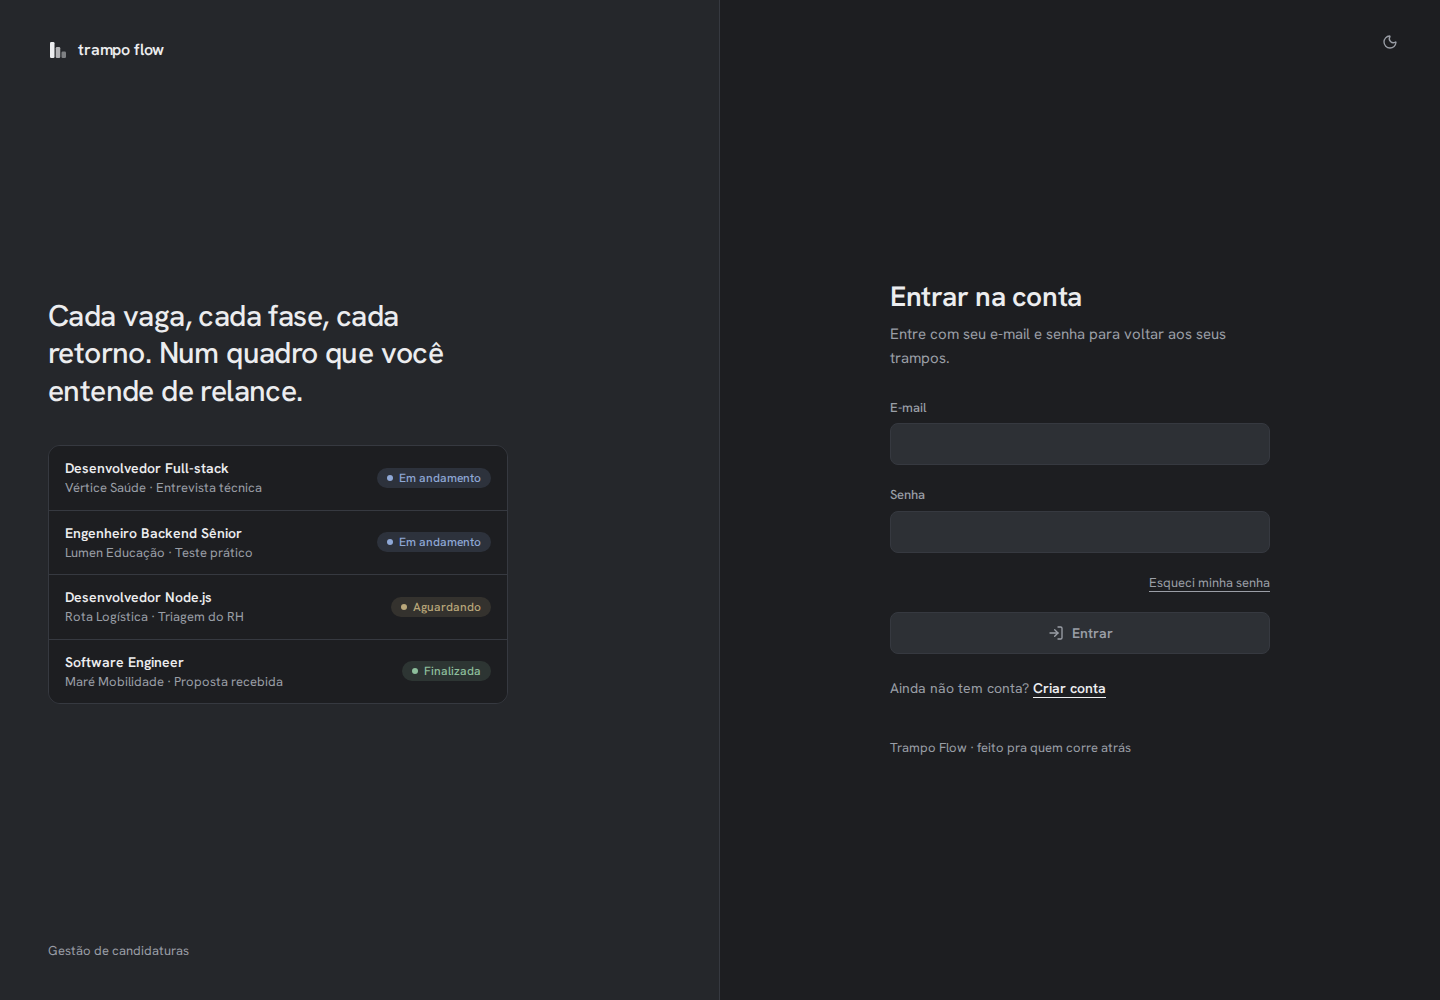 trampo flow
Cada vaga, cada fase, cada
retorno. Num quadro que você
entende de relance.
Desenvolvedor Full-stack
Vértice Saúde · Entrevista técnica
Em andamento
Engenheiro Backend Sênior
Lumen Educação · Teste prático
Em andamento
Desenvolvedor Node.js
Rota Logística · Triagem do RH
Aguardando
Software Engineer
Maré Mobilidade · Proposta recebida
Finalizada
Gestão de candidaturas
Entrar na conta
Entre com seu e-mail e senha para voltar aos seus
trampos.
E-mail
Senha
Esqueci minha senha
Entrar
Ainda não tem conta? Criar conta
Trampo Flow · feito pra quem corre atrás